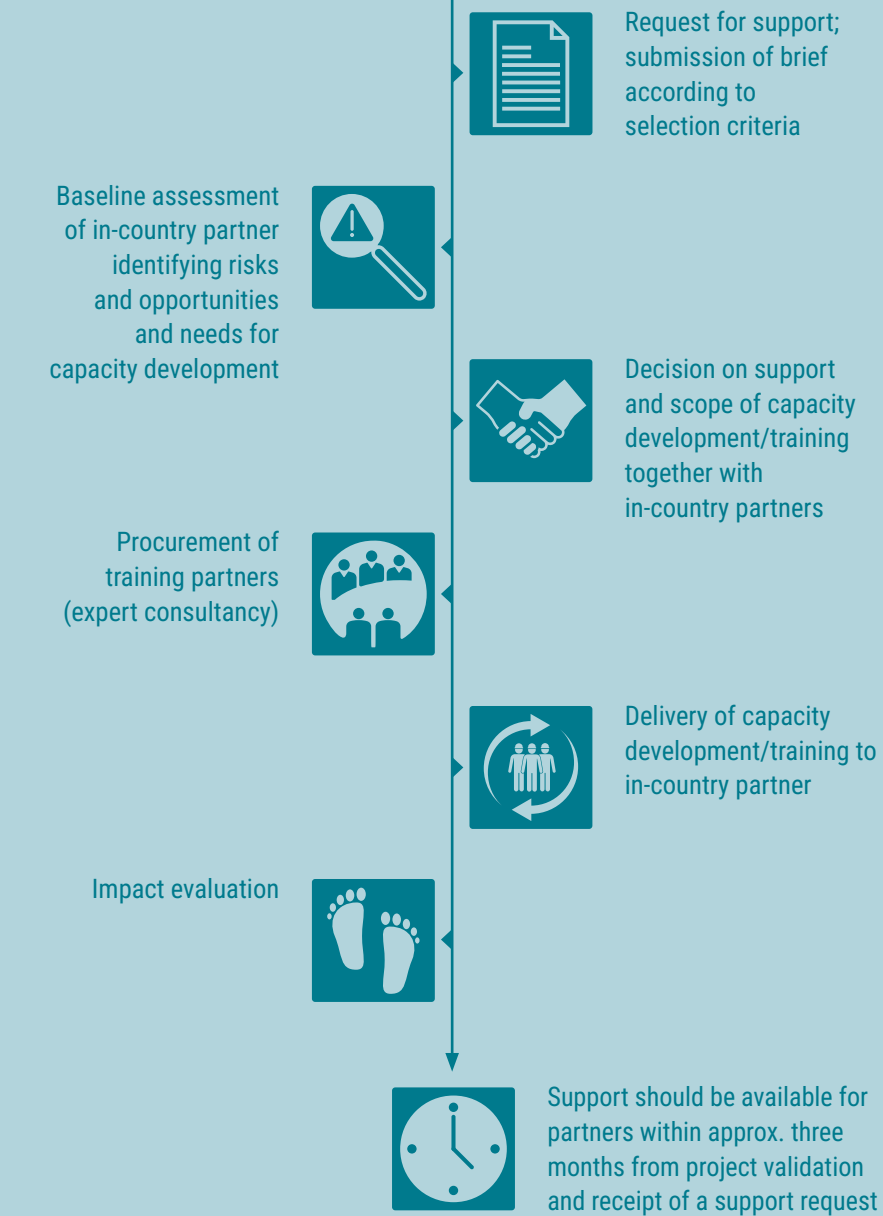 Request for support;
submission of brief
according to
selection criteria
Baseline assessment
of in-country partner
identifying risks
and opportunities
and needs for
capacity development
Decision on support
and scope of capacity
development/training
together with
in-country partners
Procurement of
training partners
(expert consultancy)
Delivery of capacity
development/training to
in-country partner
Impact evaluation
Support should be available for
partners within approx. three
months from project validation
and receipt of a support request